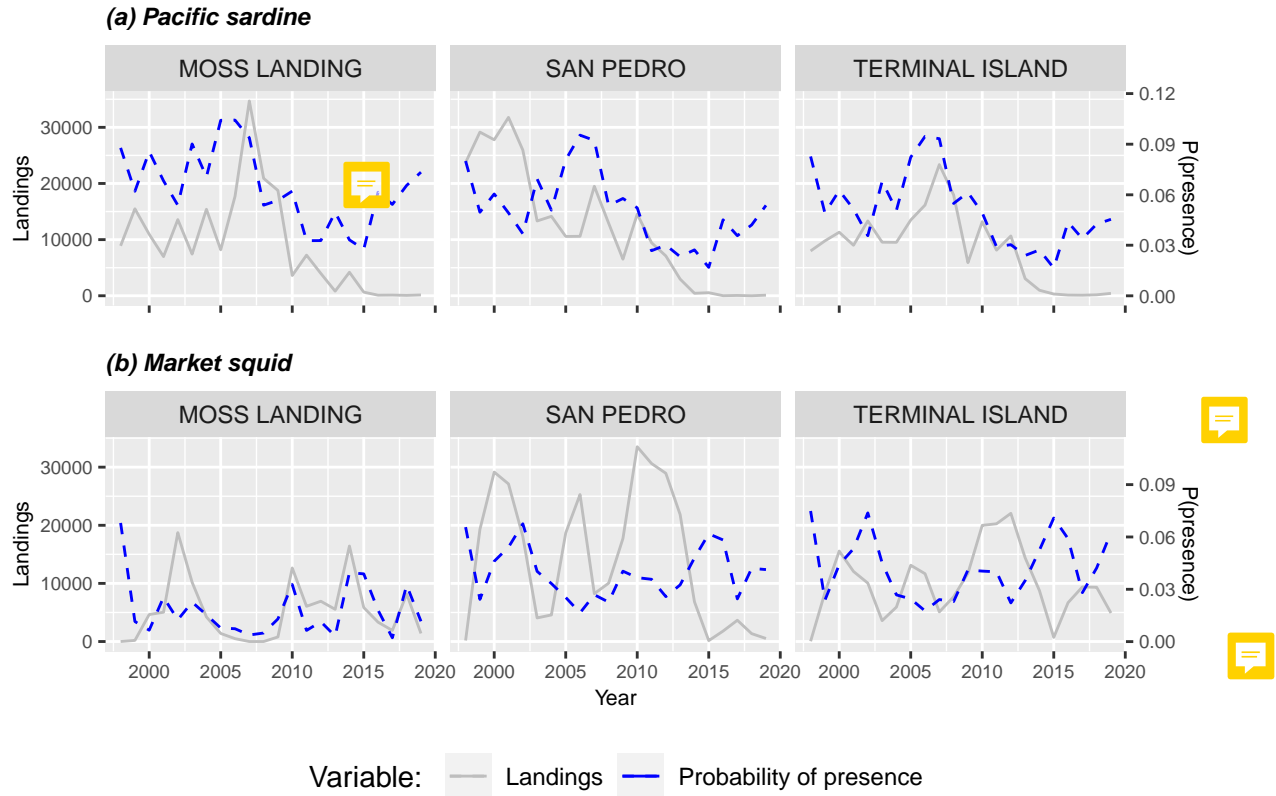 (a) Pacific sardine
MOSS LANDING SAN PEDRO TERMINAL ISLAND
Landings
30000
20000
10000
0
0.12
0.09
0.06
0.03
0.00
P(presence)
(b) Market squid
MOSS LANDING SAN PEDRO TERMINAL ISLAND
Landings
30000
20000
10000
0
0.09
0.06
0.03
0.00
P(presence)
2000 2005 2010 2015 2020 2000 2005 2010 2015 2020 2000 2005 2010 2015 2020
Year
Variable: Landings Probability of presence